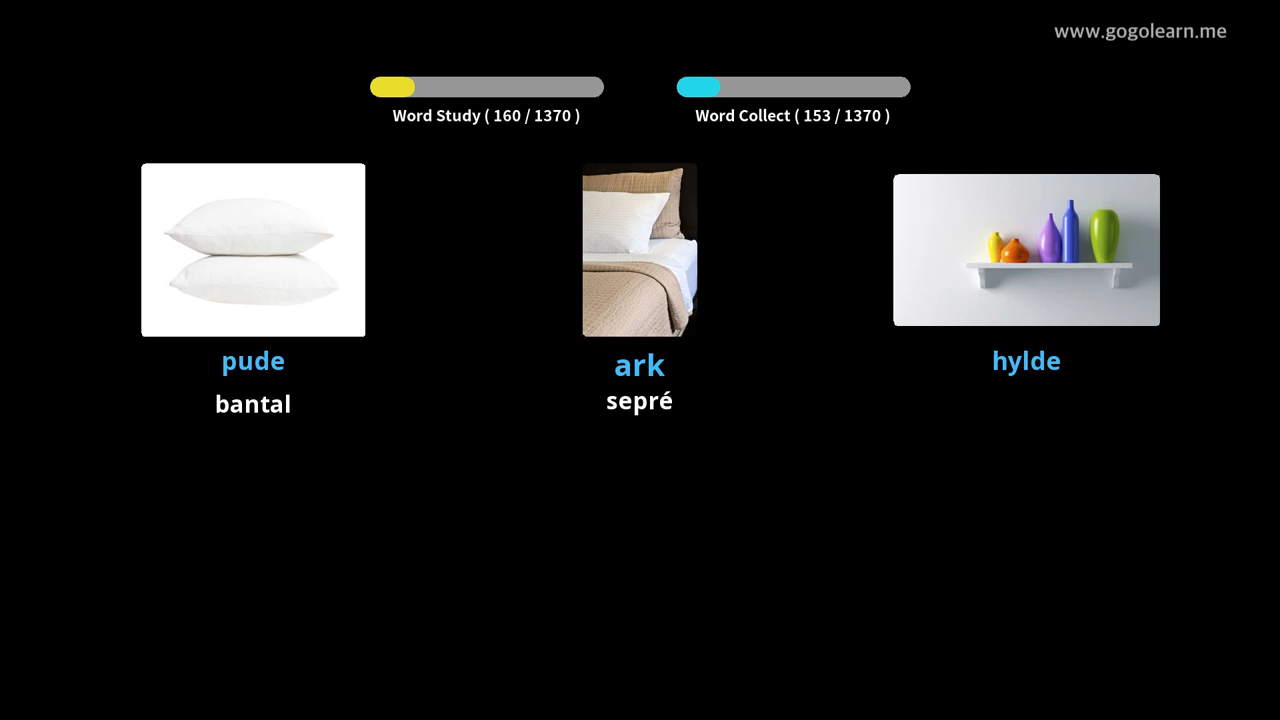 www.gogolearn.me
Word Study ( 160 / 1370 )
Word Collect ( 153 / 1370 )
pude
bantal
ark
sepré
hylde